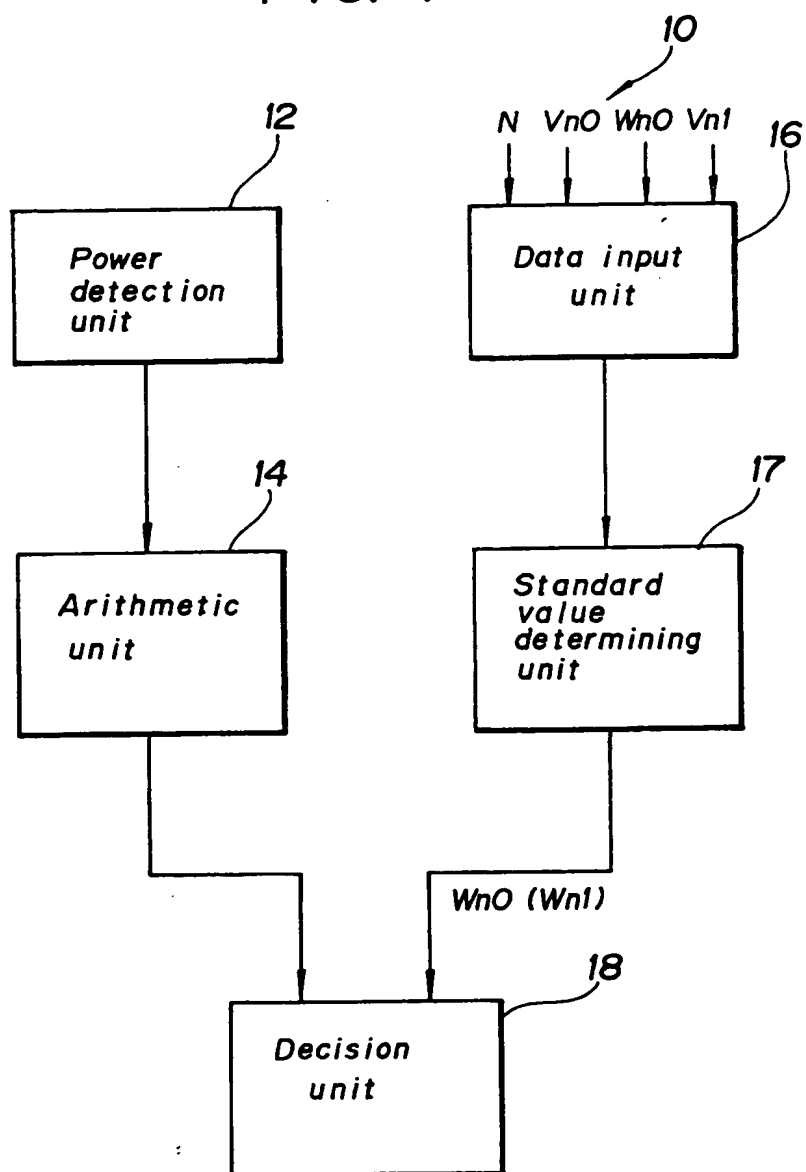 10
12
N Vn0 Wn0 Vn1
16
Power
detection
unit
Data input
unit
14
17
Arithmetic
unit
Standard
value
determining
unit
Wn0 (Wn1)
18
Decision
unit